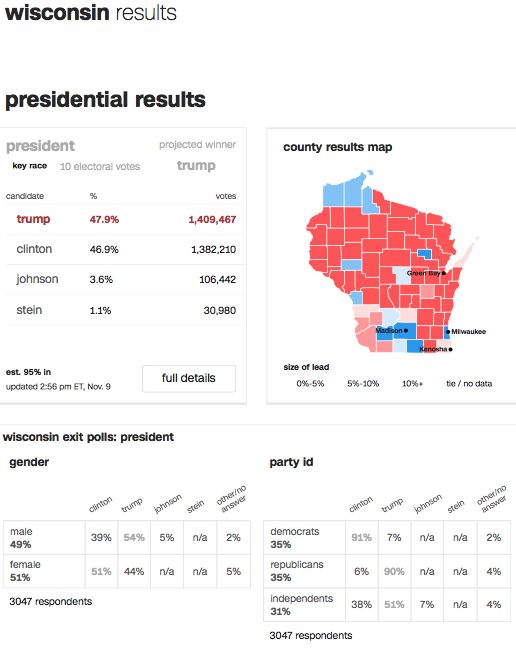 wisconsin results
presidential results
president projected winner
key race 10 electoral votes trump
candidate % votes
trump 47.9% 1,409,467
clinton 46.9% 1,382,210
johnson 3.6% 106,442
stein 1.1% 30,980
est. 95% in
updated 2:56 pm ET, Nov. 9
full details
county results map
Green Bay
Madison
Milwaukee
Kenosha
size of lead
0%-5% 5%-10% 10%+ tie / no data
wisconsin exit polls: president
gender
clinton trump johnson stein other/no answer
male 39% 54% 5% n/a 2%
49%
female 51% 44% n/a n/a 5%
51%
3047 respondents
party id
clinton trump johnson stein other/no answer
democrats 91% 7% n/a n/a 2%
35%
republicans 6% 90% n/a n/a 4%
35%
independents 38% 51% 7% n/a 4%
31%
3047 respondents